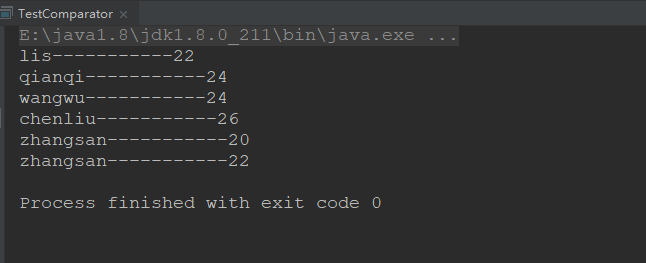 TestComparator
E:\java1.8\jdk1.8.0_211\bin\java.exe ...
lis-----------22
qianqi-----------24
wangwu-----------24
chenliu-----------26
zhangsan-----------20
zhangsan-----------22
Process finished with exit code 0